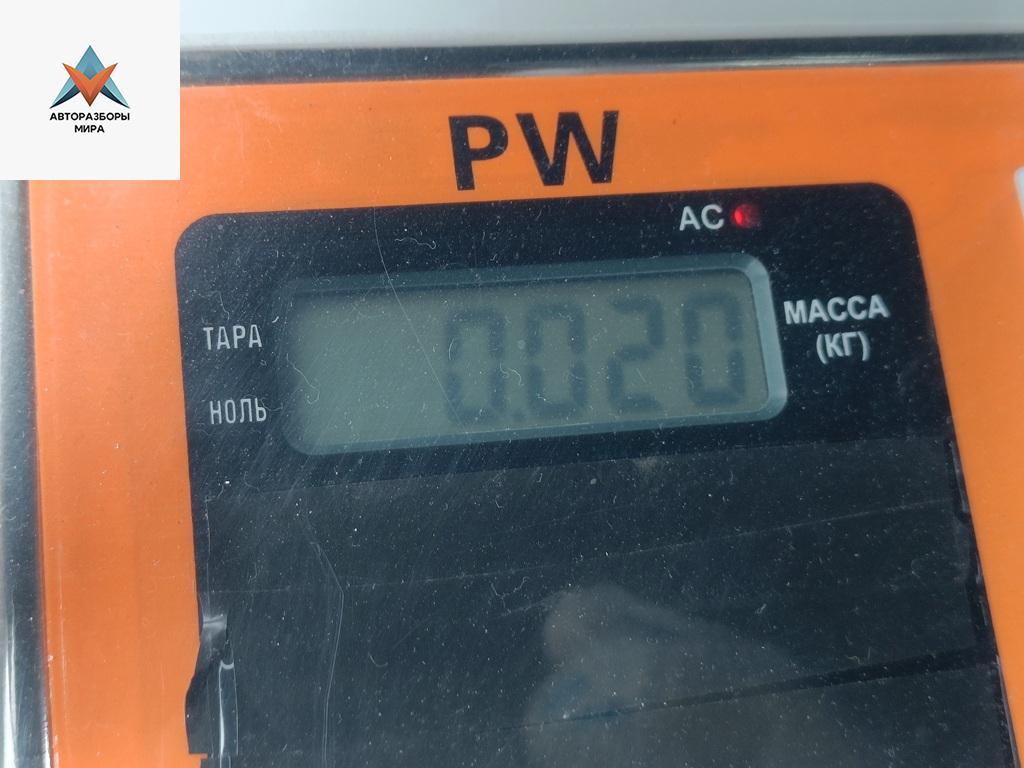 АВТОРАЗБОРЫ
МИРА
PW
AC
ТАРА
НОЛЬ
0.020
МАССА
(КГ)